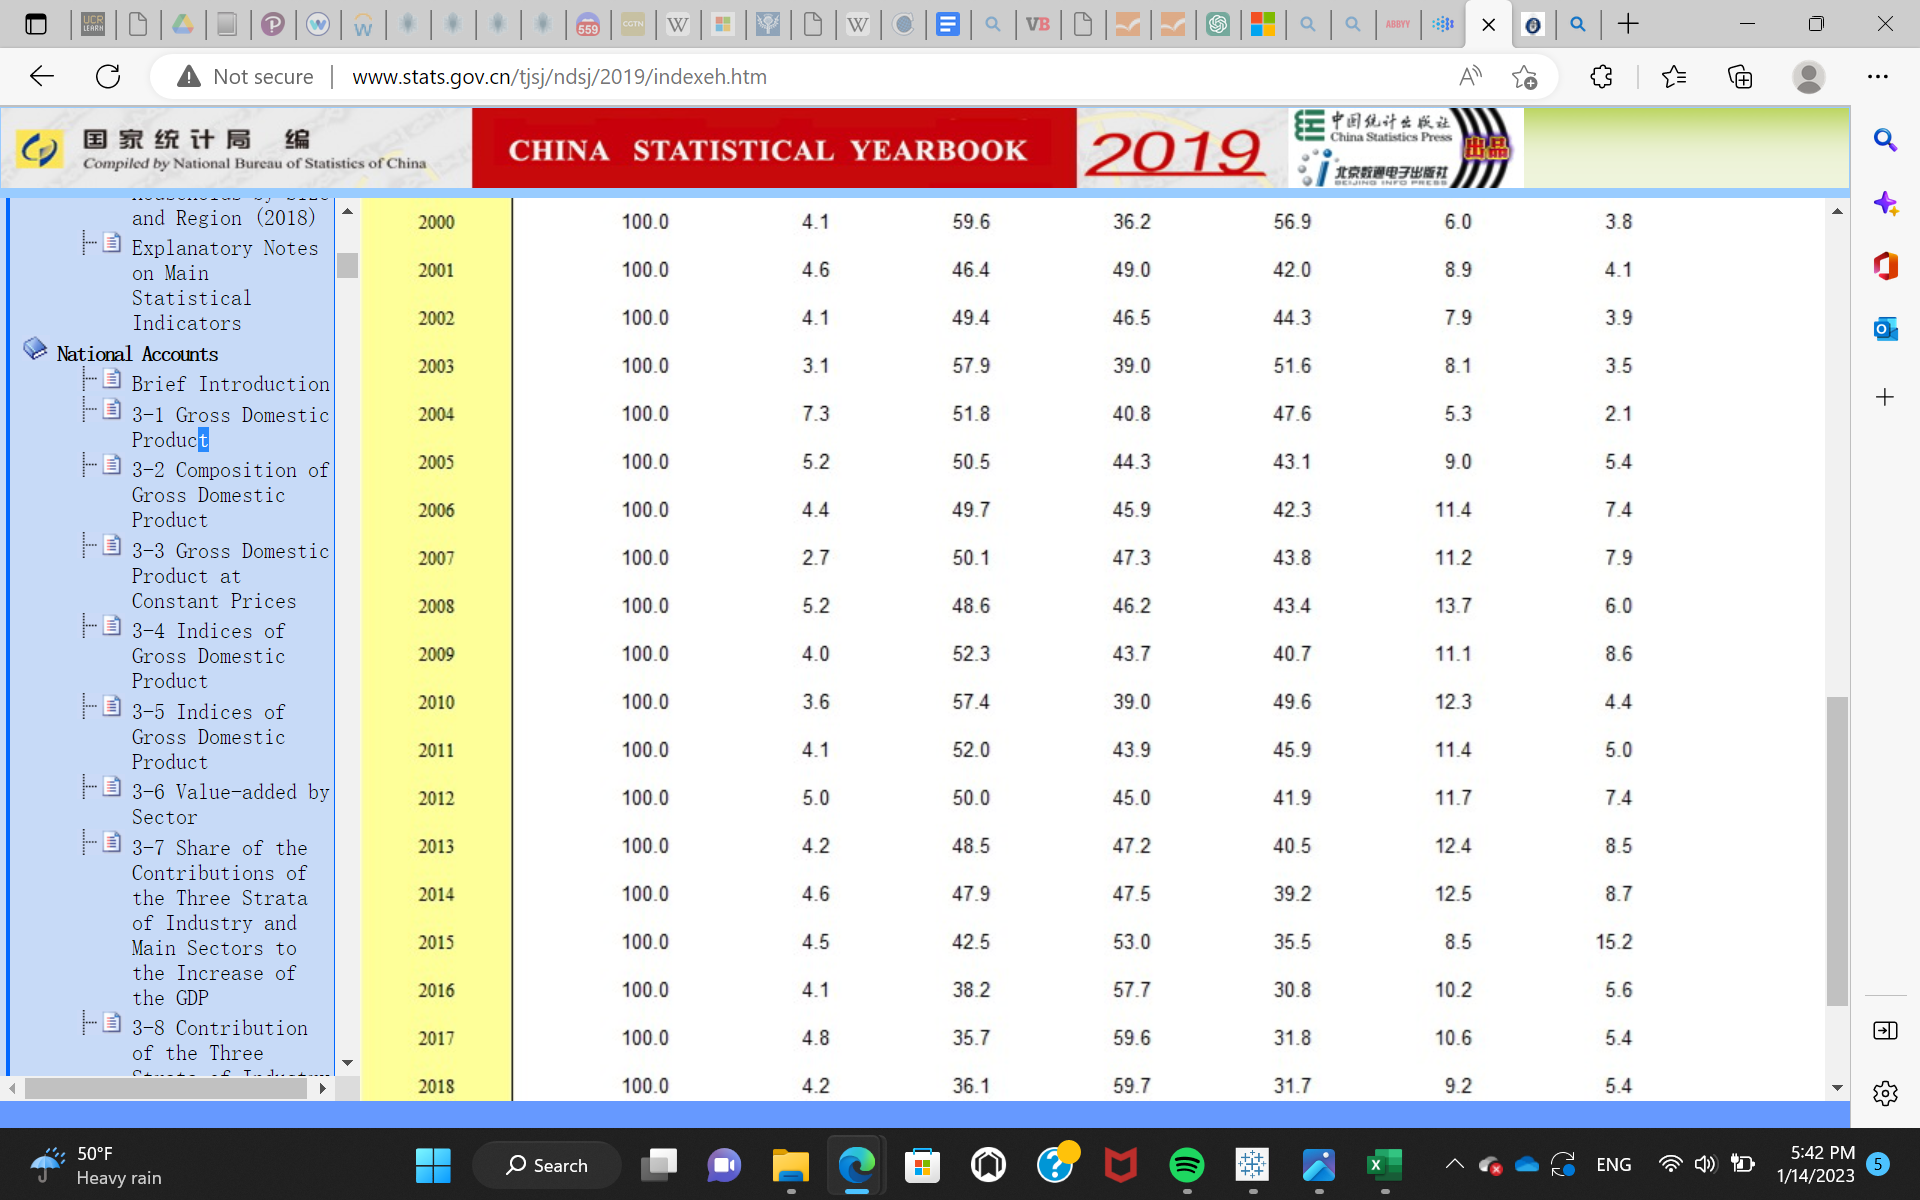 UCR
LEARN
559
CGTN
W
W
VB
ABBYY
Not secure
www.stats.gov.cn/tjsj/ndsj/2019/indexeh.htm
国家统计局 编
Compiled by National Bureau of Statistics of China
CHINA STATISTICAL YEARBOOK
2019
中国统计出版社
China Statistics Press
北京数通电子出版社
BEIJING INFO PRESS
出品
and Region (2018)
Explanatory Notes
on Main
Statistical
Indicators
National Accounts
Brief Introduction
3-1 Gross Domestic
Product
3-2 Composition of
Gross Domestic
Product
3-3 Gross Domestic
Product at
Constant Prices
3-4 Indices of
Gross Domestic
Product
3-5 Indices of
Gross Domestic
Product
3-6 Value-added by
Sector
3-7 Share of the
Contributions of
the Three Strata
of Industry and
Main Sectors to
the Increase of
the GDP
3-8 Contribution
of the Three
Strata of Industry
2000 100.0 4.1 59.6 36.2 56.9 6.0 3.8
2001 100.0 4.6 46.4 49.0 42.0 8.9 4.1
2002 100.0 4.1 49.4 46.5 44.3 7.9 3.9
2003 100.0 3.1 57.9 39.0 51.6 8.1 3.5
2004 100.0 7.3 51.8 40.8 47.6 5.3 2.1
2005 100.0 5.2 50.5 44.3 43.1 9.0 5.4
2006 100.0 4.4 49.7 45.9 42.3 11.4 7.4
2007 100.0 2.7 50.1 47.3 43.8 11.2 7.9
2008 100.0 5.2 48.6 46.2 43.4 13.7 6.0
2009 100.0 4.0 52.3 43.7 40.7 11.1 8.6
2010 100.0 3.6 57.4 39.0 49.6 12.3 4.4
2011 100.0 4.1 52.0 43.9 45.9 11.4 5.0
2012 100.0 5.0 50.0 45.0 41.9 11.7 7.4
2013 100.0 4.2 48.5 47.2 40.5 12.4 8.5
2014 100.0 4.6 47.9 47.5 39.2 12.5 8.7
2015 100.0 4.5 42.5 53.0 35.5 8.5 15.2
2016 100.0 4.1 38.2 57.7 30.8 10.2 5.6
2017 100.0 4.8 35.7 59.6 31.8 10.6 5.4
2018 100.0 4.2 36.1 59.7 31.7 9.2 5.4
50°F
Heavy rain
Search
ENG
5:42 PM
1/14/2023
5